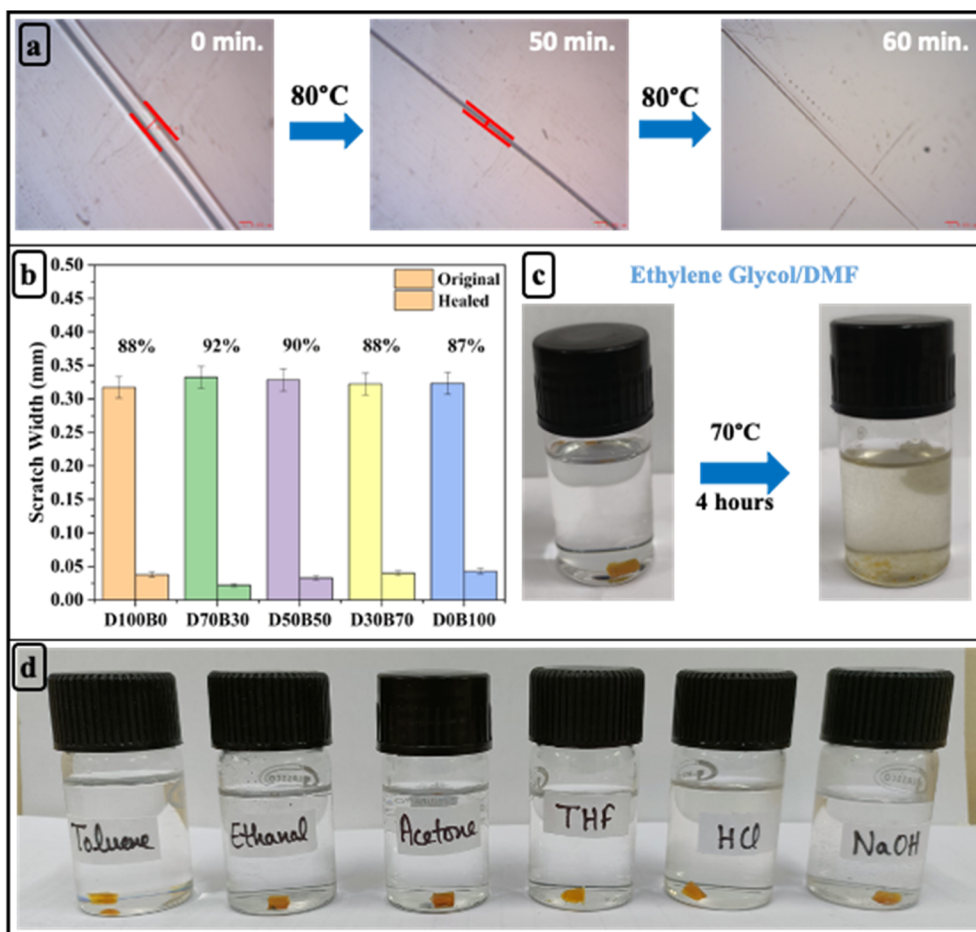 a
0 min.
80°C
50 min.
80°C
60 min.
b
0.50
0.45
0.40
0.35
0.30
0.25
0.20
0.15
0.10
0.05
0.00
Scratch Width (mm)
Original
Healed
88%
92%
90%
88%
87%
D100B0
D70B30
D50B50
D30B70
D0B100
c
Ethylene Glycol/DMF
70°C
4 hours
d
Toluene
Ethanal
Acetone
THF
HCl
NaOH